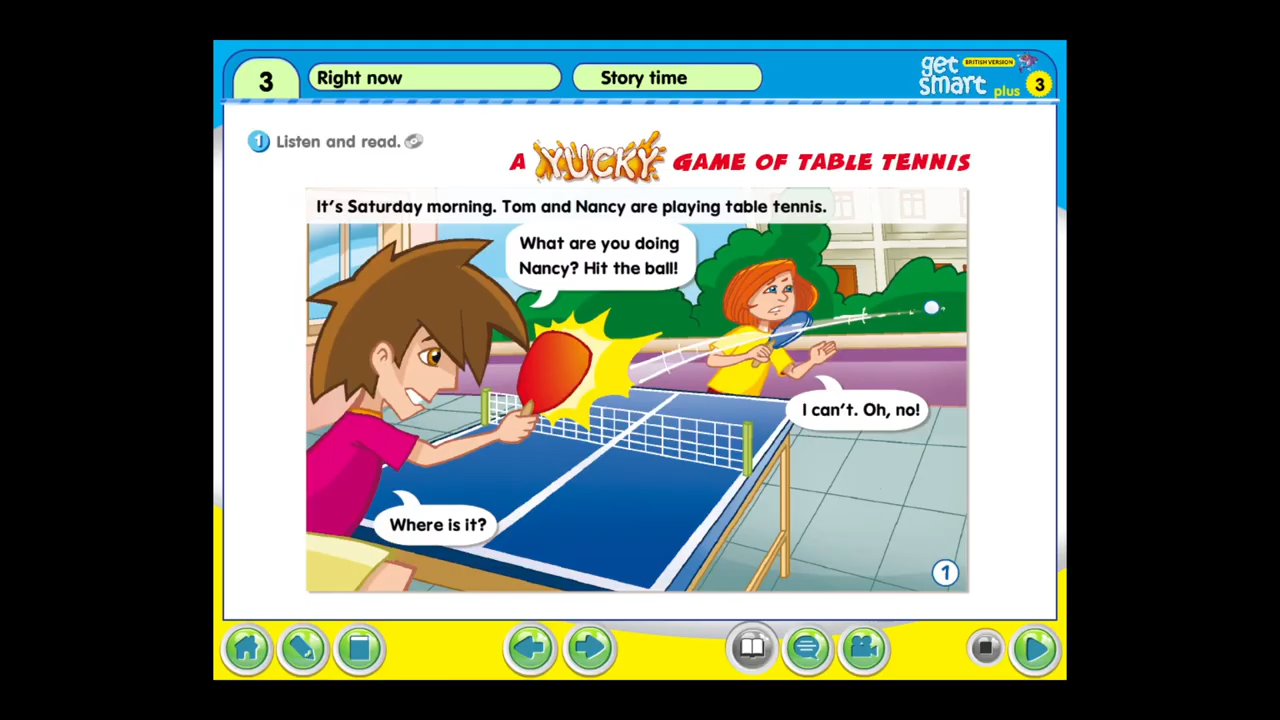 3
Right now
Story time
get
BRITISH VERSION
smart
plus
3
1 Listen and read.
A YUCKY GAME OF TABLE TENNIS
It's Saturday morning. Tom and Nancy are playing table tennis.
What are you doing
Nancy? Hit the ball!
I can't. Oh, no!
Where is it?
1